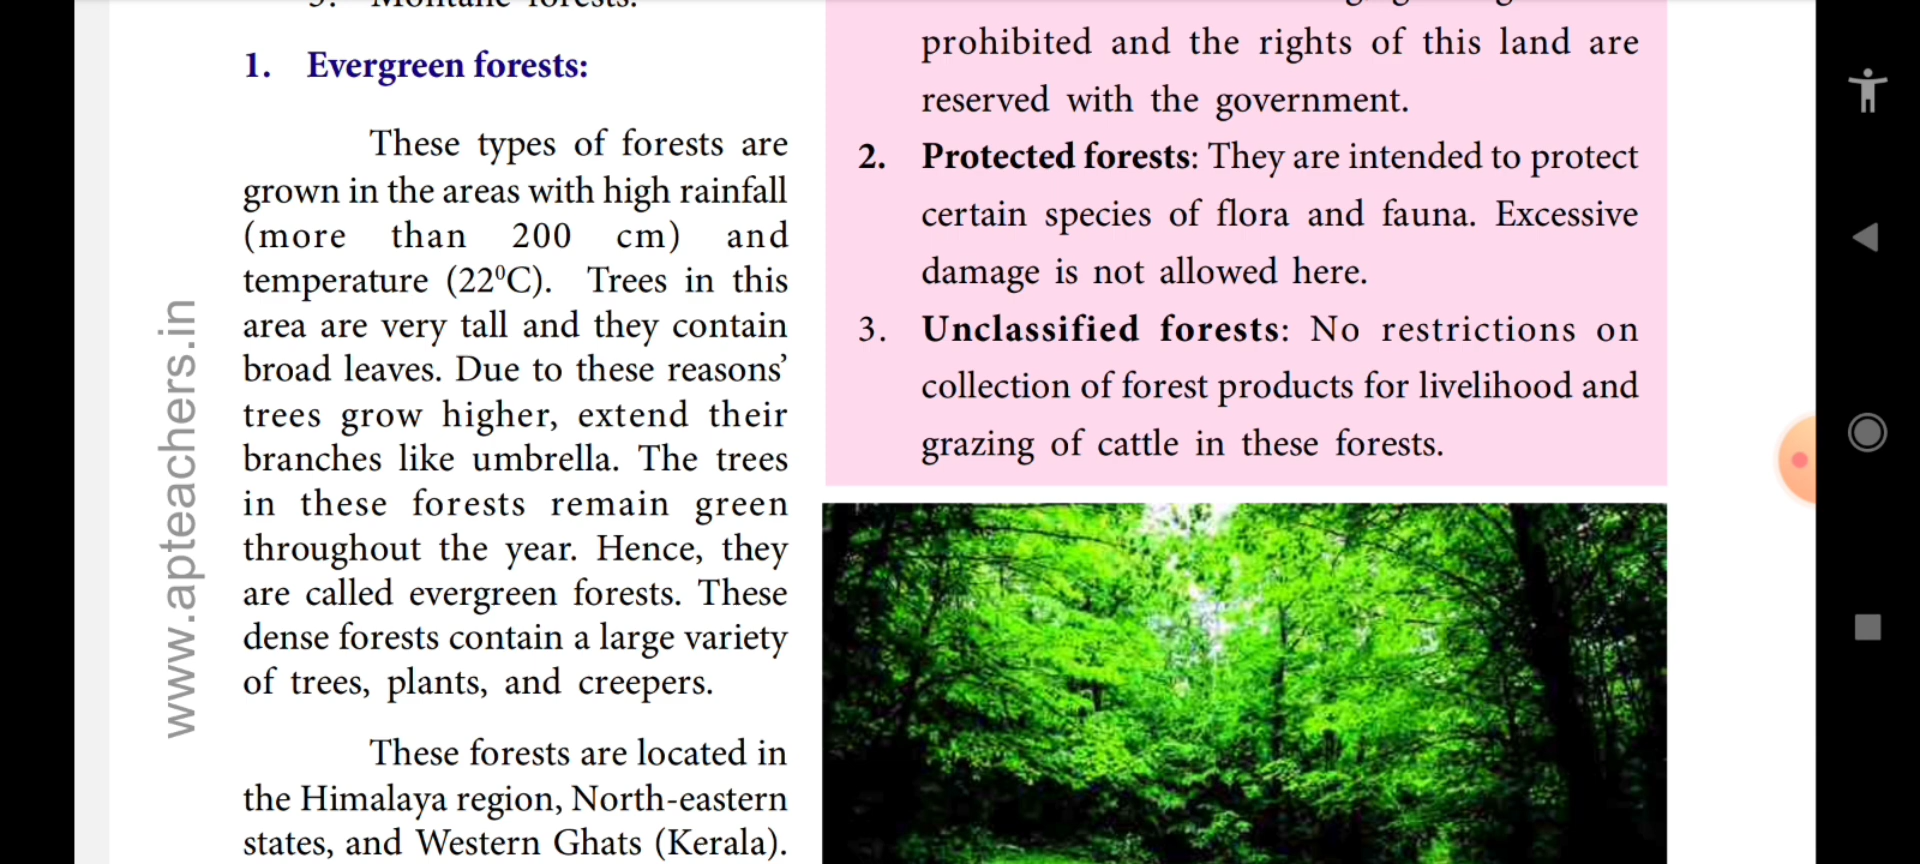 5. Montane forests.
1. Evergreen forests:
These types of forests are
grown in the areas with high rainfall
(more than 200 cm) and
temperature (22⁰C). Trees in this
area are very tall and they contain
broad leaves. Due to these reasons’
trees grow higher, extend their
branches like umbrella. The trees
in these forests remain green
throughout the year. Hence, they
are called evergreen forests. These
dense forests contain a large variety
of trees, plants, and creepers.
These forests are located in
the Himalaya region, North-eastern
states, and Western Ghats (Kerala).
prohibited and the rights of this land are
reserved with the government.
2. Protected forests: They are intended to protect
certain species of flora and fauna. Excessive
damage is not allowed here.
3. Unclassified forests: No restrictions on
collection of forest products for livelihood and
grazing of cattle in these forests.
www.apteachers.in